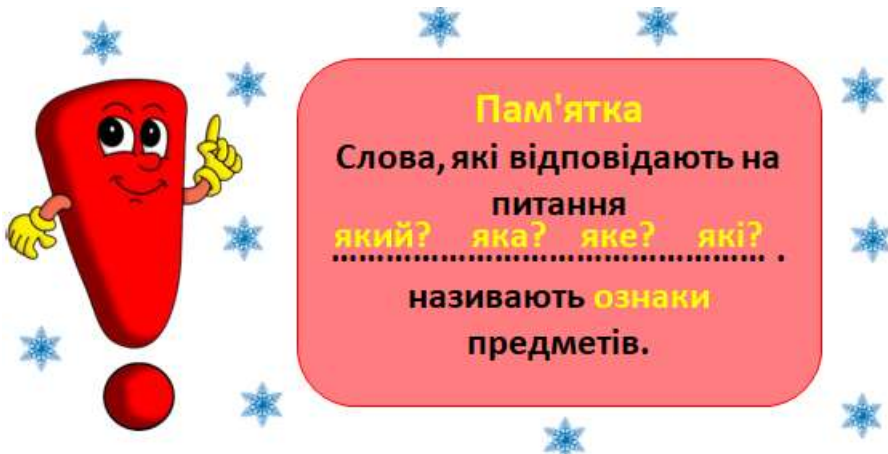 Пам'ятка
Слова, які відповідають на
питання
який? яка? яке? які?
…………………………………………… .
називають ознаки
предметів.